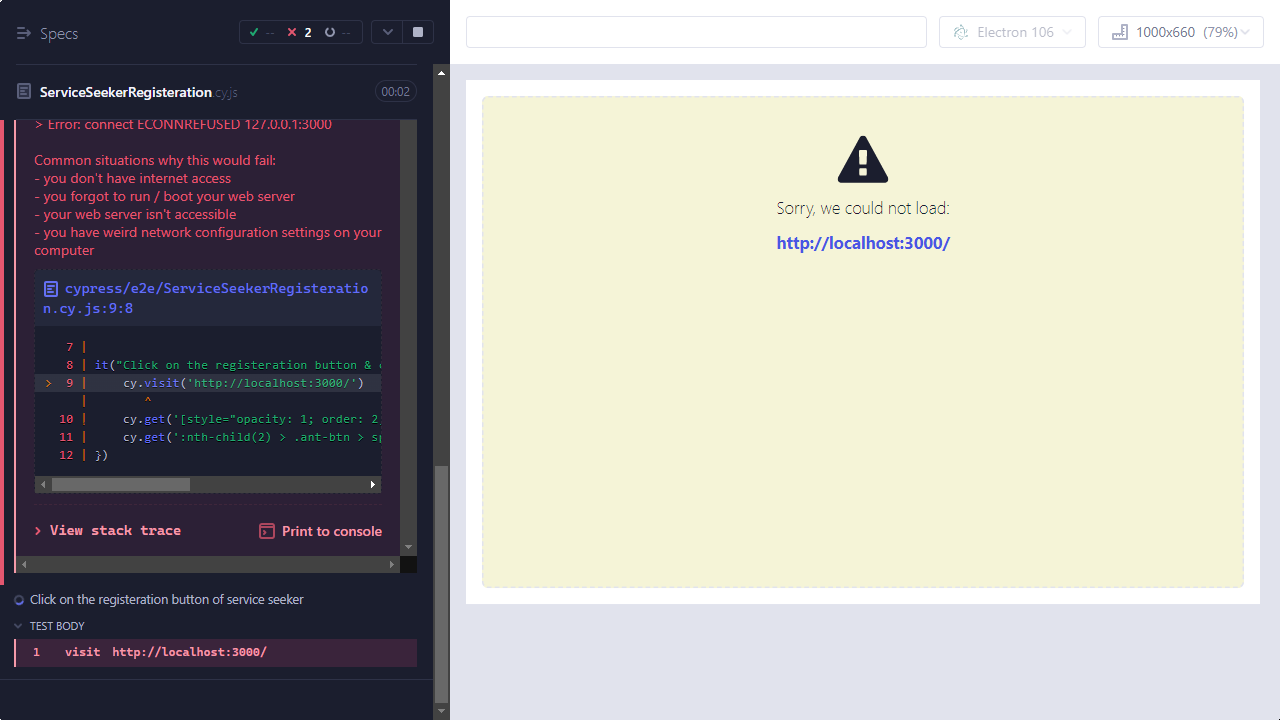 Specs
-- 2 --
Electron 106
1000x660 (79%)
ServiceSeekerRegisteration.cy.js 00:02
> Error: connect ECONNREFUSED 127.0.0.1:3000
Common situations why this would fail:
- you don't have internet access
- you forgot to run / boot your web server
- your web server isn't accessible
- you have weird network configuration settings on your
computer
cypress/e2e/ServiceSeekerRegisteratio
n.cy.js:9:8
7 |
8 | it("Click on the registeration button &
> 9 | cy.visit('http://localhost:3000/')
| ^
10 | cy.get('[style="opacity: 1; order: 2;
11 | cy.get(':nth-child(2) > .ant-btn > sp
12 | })
View stack trace
Print to console
Click on the registeration button of service seeker
TEST BODY
1 visit http://localhost:3000/
Sorry, we could not load:
http://localhost:3000/